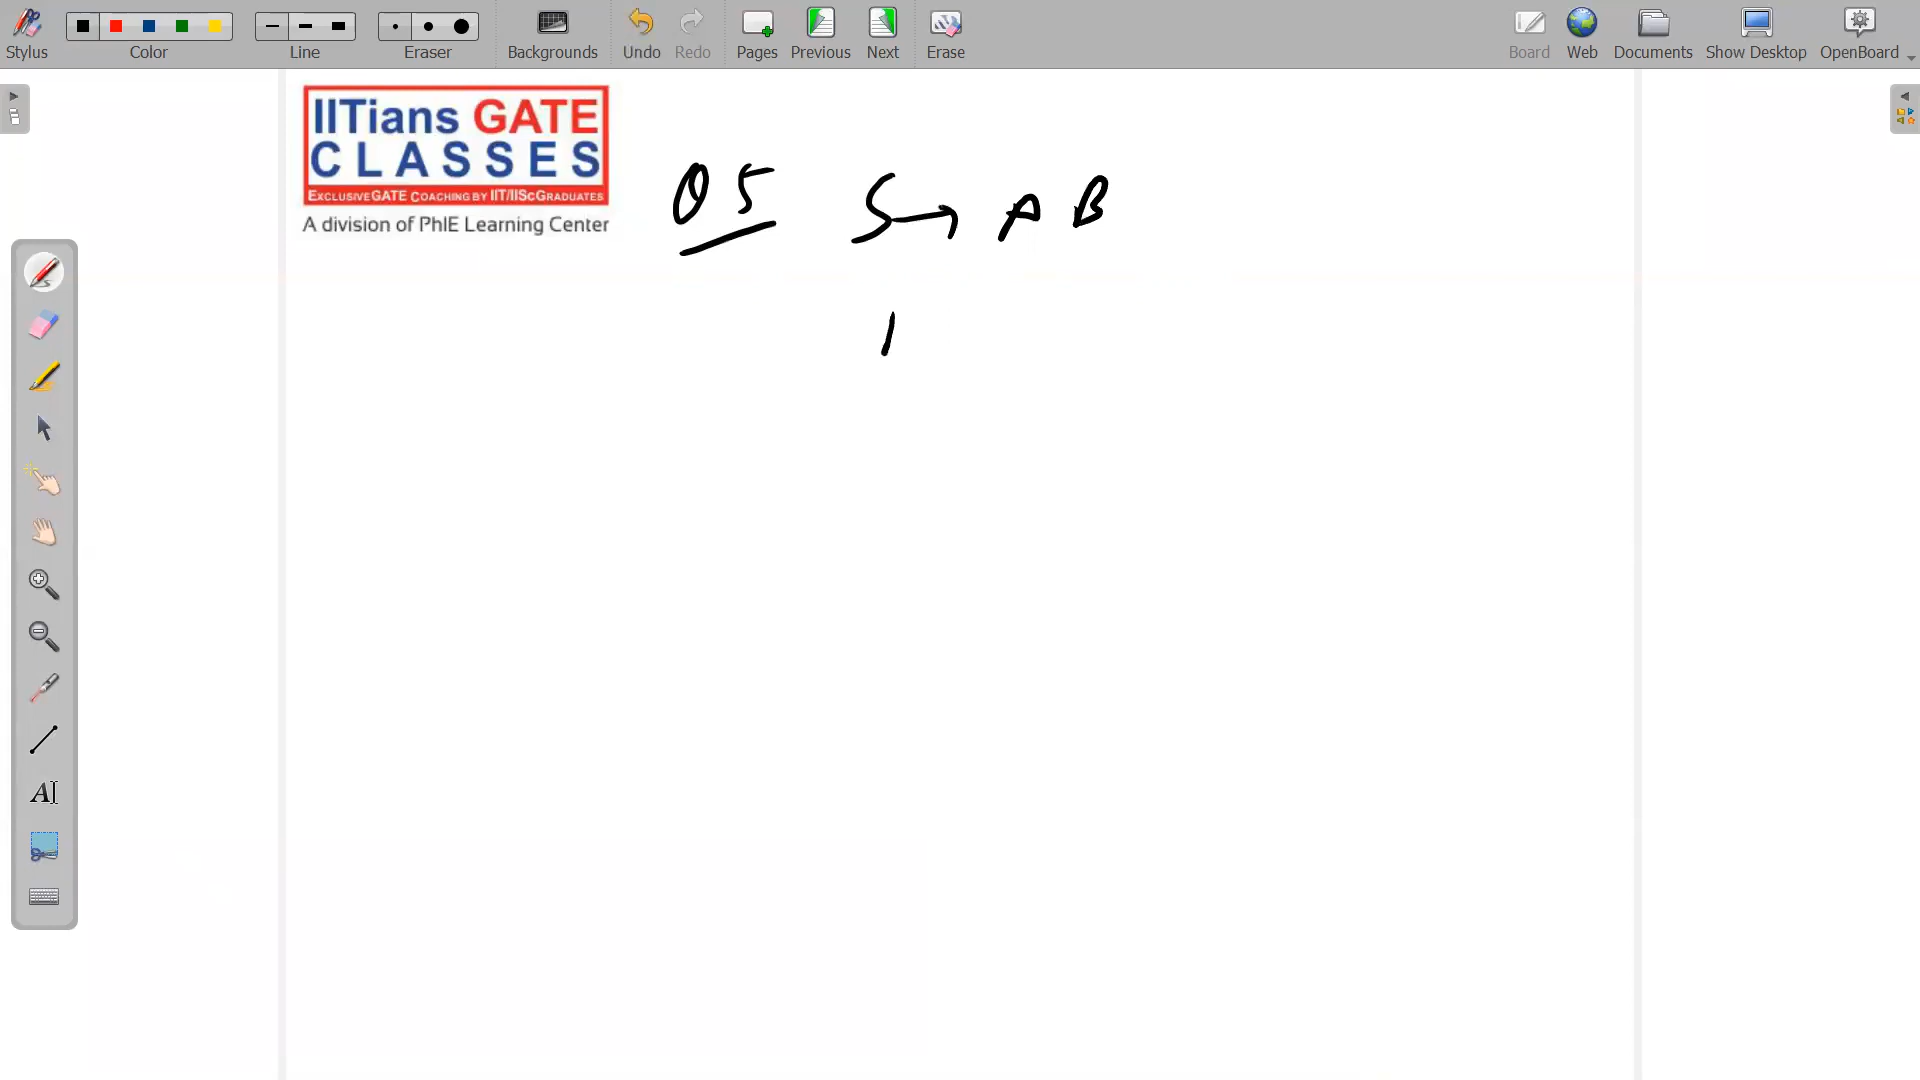 Stylus Color Line Eraser Backgrounds Undo Redo Pages Previous Next Erase Board Web Documents Show Desktop OpenBoard
IITians GATE
CLASSES
EXCLUSIVE GATE COACHING BY IIT/IISC GRADUATES
A division of PhIE Learning Center
05 S → AB